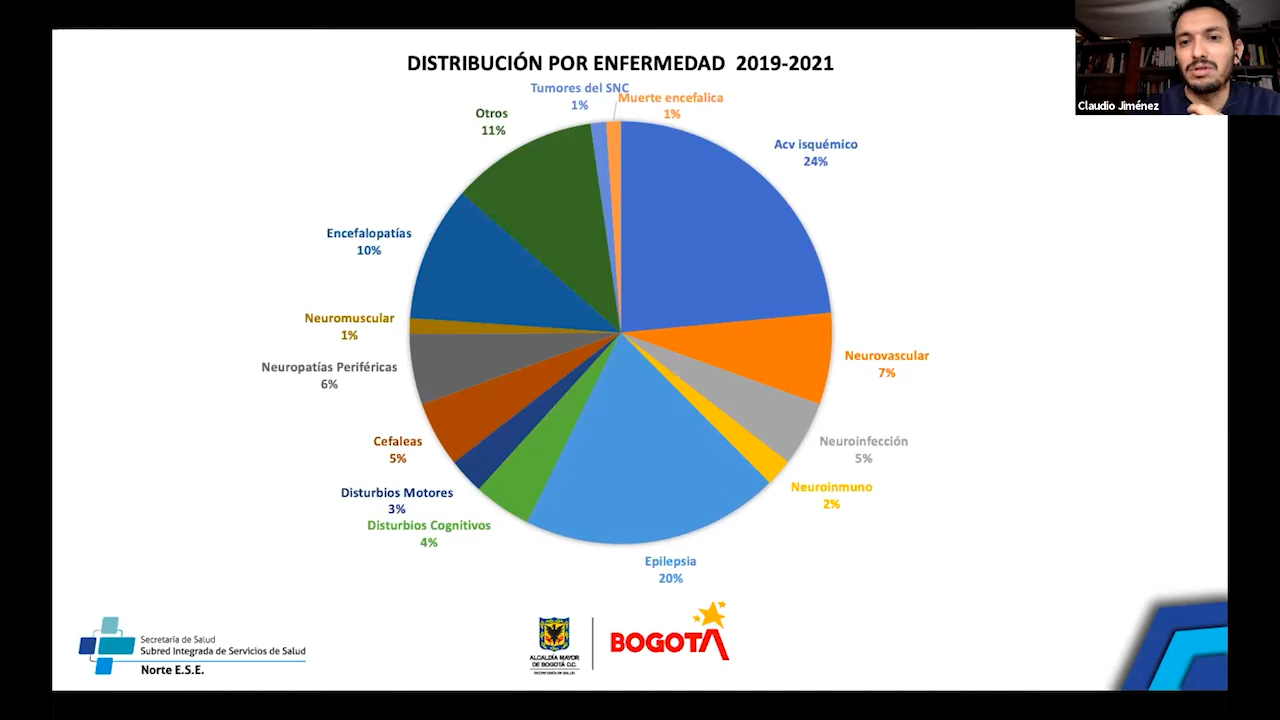 DISTRIBUCIÓN POR ENFERMEDAD 2019-2021
Claudio Jiménez
Tumores del SNC
1%
Muerte encefalica
1%
Otros
11%
Acv isquémico
24%
Encefalopatías
10%
Neuromuscular
1%
Neurovascular
7%
Neuropatías Periféricas
6%
Cefaleas
5%
Neuroinfección
5%
Neuroinmuno
2%
Disturbios Motores
3%
Disturbios Cognitivos
4%
Epilepsia
20%
Secretaría de Salud
Subred Integrada de Servicios de Salud
Norte E.S.E.
ALCALDÍA MAYOR
DE BOGOTÁ D.C.
SECRETARÍA DE SALUD
BOGOTÁ